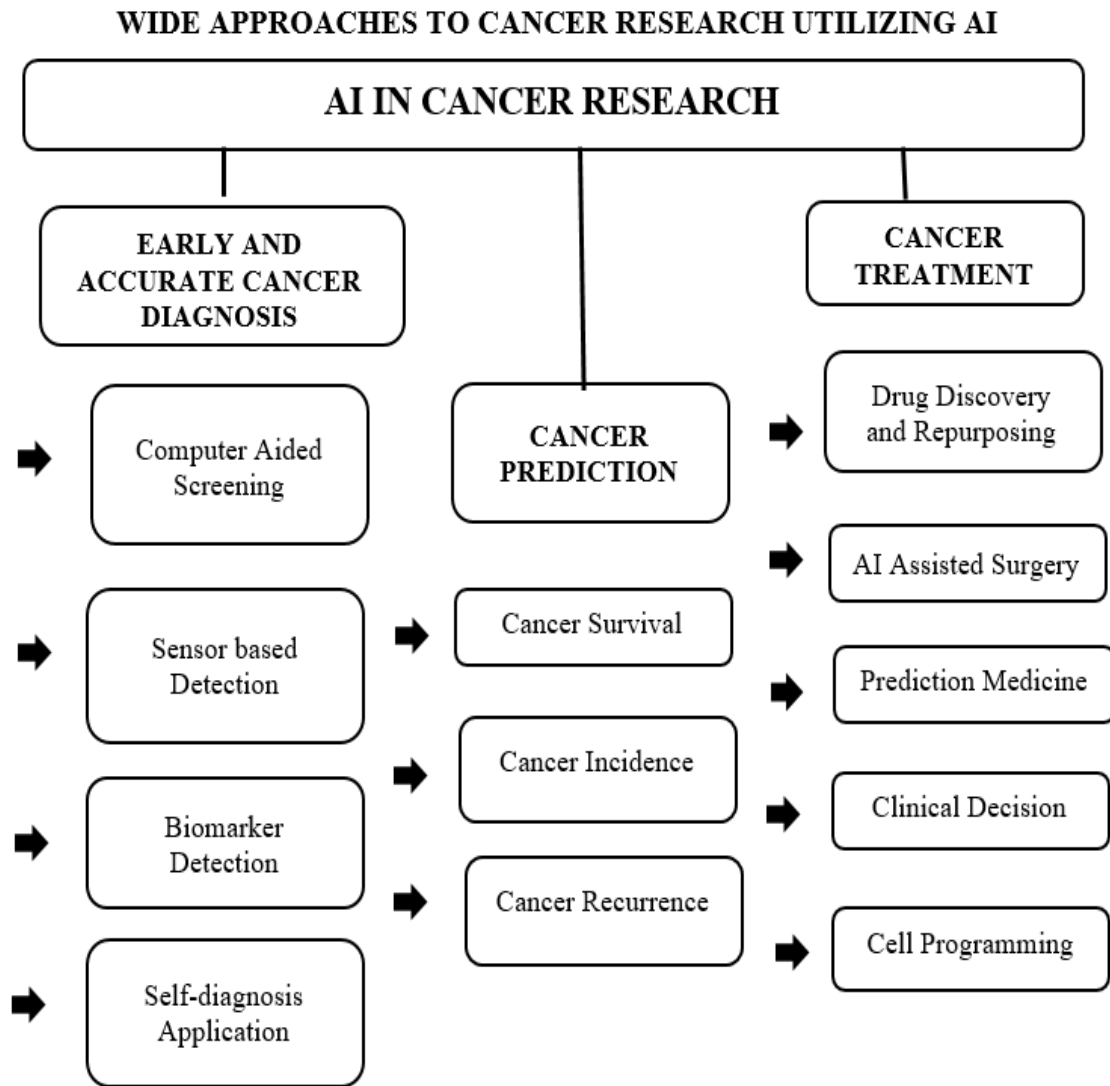 WIDE APPROACHES TO CANCER RESEARCH UTILIZING AI
AI IN CANCER RESEARCH
EARLY AND
ACCURATE CANCER
DIAGNOSIS
Computer Aided
Screening
Sensor based
Detection
Biomarker
Detection
Self-diagnosis
Application
CANCER
PREDICTION
Cancer Survival
Cancer Incidence
Cancer Recurrence
CANCER
TREATMENT
Drug Discovery
and Repurposing
AI Assisted Surgery
Prediction Medicine
Clinical Decision
Cell Programming